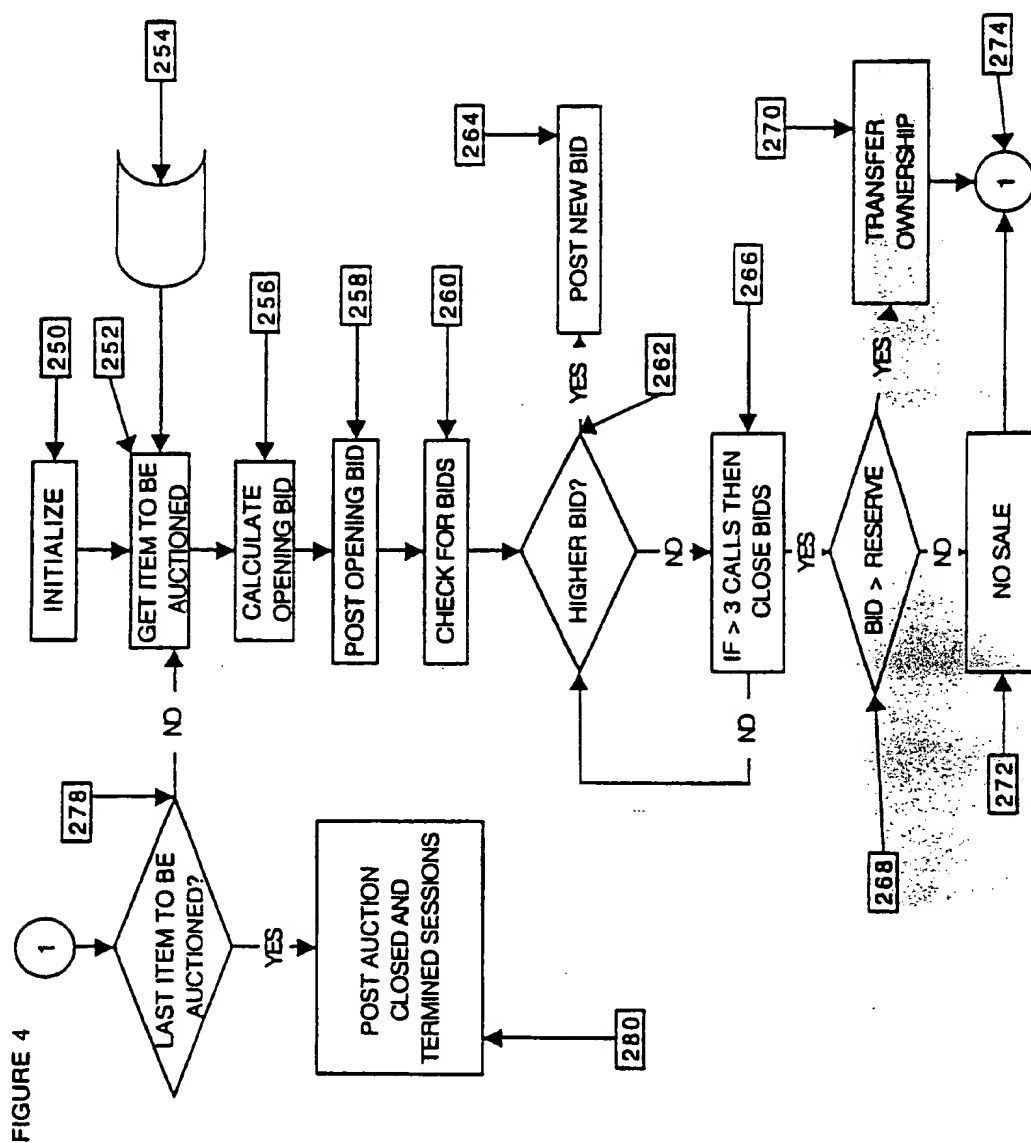 FIGURE 4
1
LAST ITEM TO BE
AUCTIONED?
278
NO
YES
POST AUCTION
CLOSED AND
TERMINED SESSIONS
280
INITIALIZE
250
252
GET ITEM TO BE
AUCTIONED
254
CALCULATE
OPENING BID
256
POST OPENING BID
258
CHECK FOR BIDS
260
HIGHER BID?
262
YES
POST NEW BID
264
NO
IF > 3 CALLS THEN
CLOSE BIDS
266
NO
YES
BID > RESERVE
268
YES
TRANSFER
OWNERSHIP
270
NO
NO SALE
272
1
274